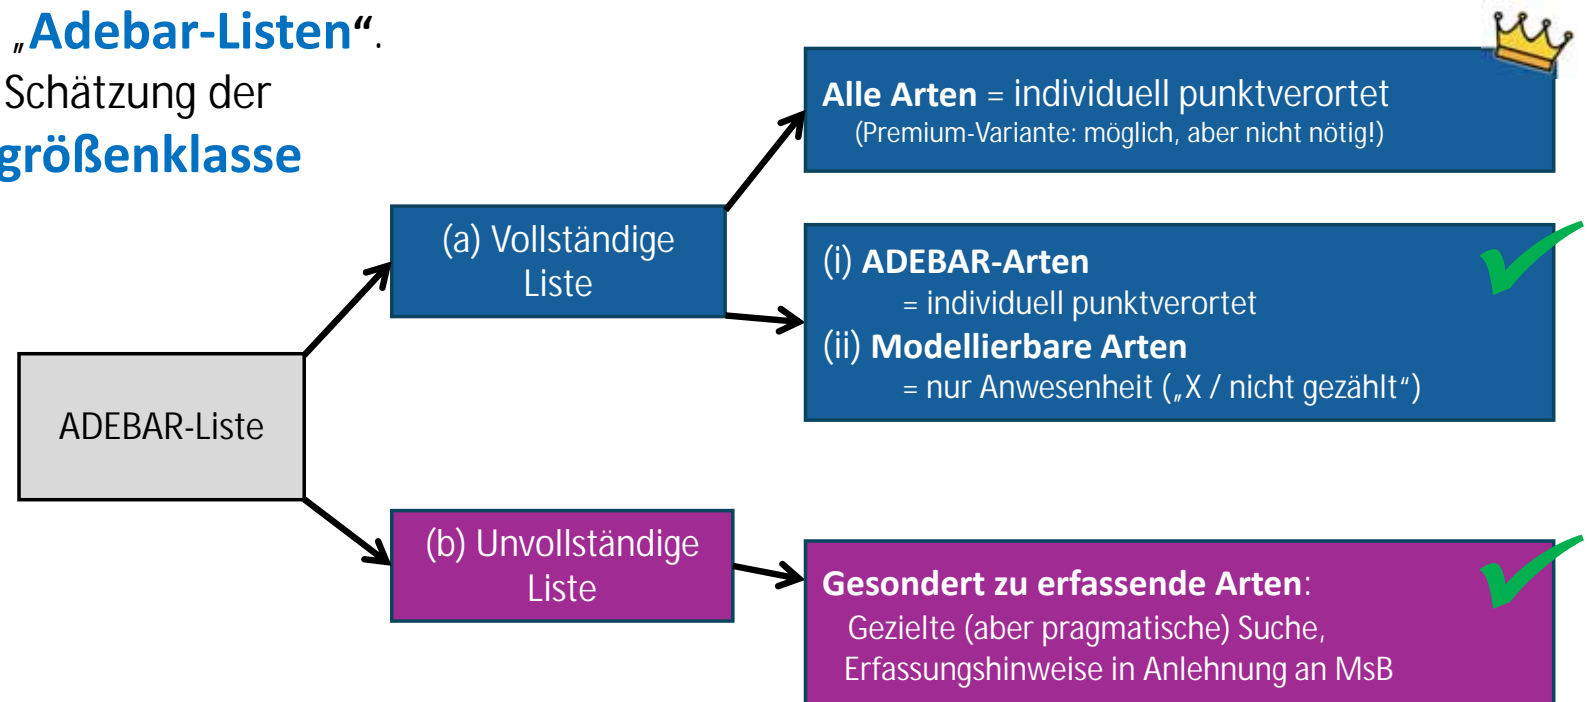 „Adebar-Listen“.
Schätzung der
größenklasse
Alle Arten = individuell punktverortet
(Premium-Variante: möglich, aber nicht nötig!)
(a) Vollständige
Liste
(i) ADEBAR-Arten
= individuell punktverortet
(ii) Modellierbare Arten
= nur Anwesenheit („X / nicht gezählt“)
ADEBAR-Liste
(b) Unvollständige
Liste
Gesondert zu erfassende Arten:
Gezielte (aber pragmatische) Suche,
Erfassungshinweise in Anlehnung an MsB